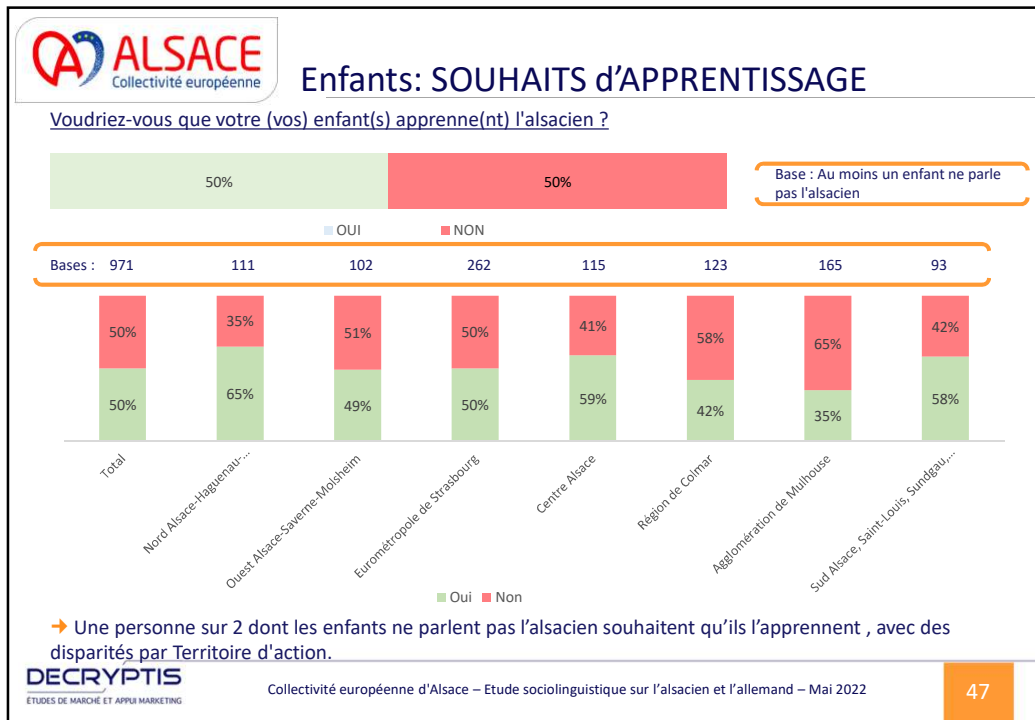 ALSACE
Collectivité européenne
Enfants: SOUHAITS d'APPRENTISSAGE
Voudriez-vous que votre (vos) enfant(s) apprenne(nt) l'alsacien ?
50% 50%
Base : Au moins un enfant ne parle
pas l'alsacien
OUI NON
Bases : 971 111 102 262 115 123 165 93
50% 35% 51% 50% 41% 58% 65% 42%
50% 65% 49% 50% 59% 42% 35% 58%
Total
Nord Alsace-Haguenau-...
Ouest Alsace-Saverne-Molsheim
Eurométropole de Strasbourg
Centre Alsace
Région de Colmar
Agglomération de Mulhouse
Sud Alsace, Saint-Louis, Sundgau,...
Oui Non
➔ Une personne sur 2 dont les enfants ne parlent pas l'alsacien souhaitent qu'ils l'apprennent , avec des
disparités par Territoire d'action.
DECRYPTIS
ÉTUDES DE MARCHÉ ET APPUI MARKETING
Collectivité européenne d'Alsace – Etude sociolinguistique sur l'alsacien et l'allemand – Mai 2022
47